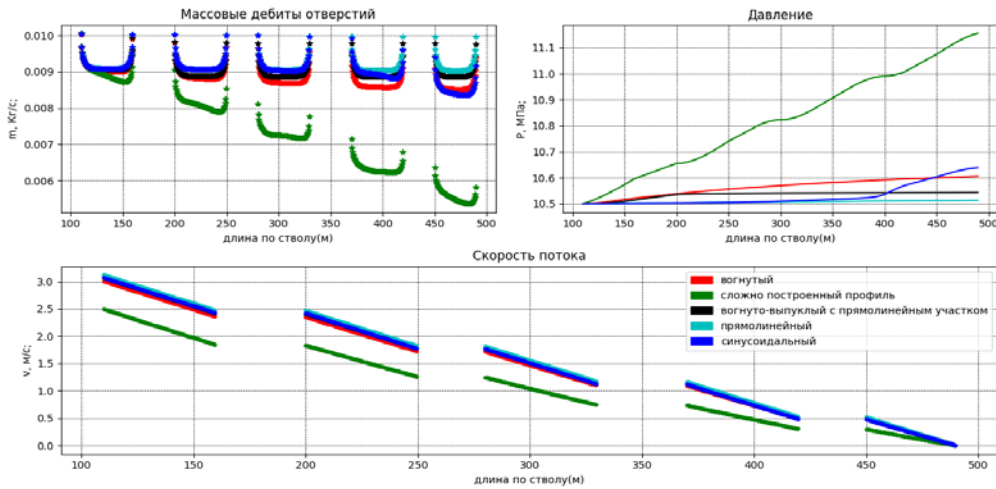 Массовые дебиты отверстий
0.010
0.009
0.008
0.007
0.006
m, Кг/с;
100 150 200 250 300 350 400 450 500
длина по стволу(м)
Давление
11.1
11.0
10.9
10.8
10.7
10.6
10.5
P, МПа;
100 150 200 250 300 350 400 450 500
длина по стволу(м)
Скорость потока
3.0
2.5
2.0
1.5
1.0
0.5
0.0
v, м/с;
вогнутый
сложно построенный профиль
вогнуто-выпуклый с прямолинейным участком
прямолинейный
синусоидальный
100 150 200 250 300 350 400 450 500
длина по стволу(м)